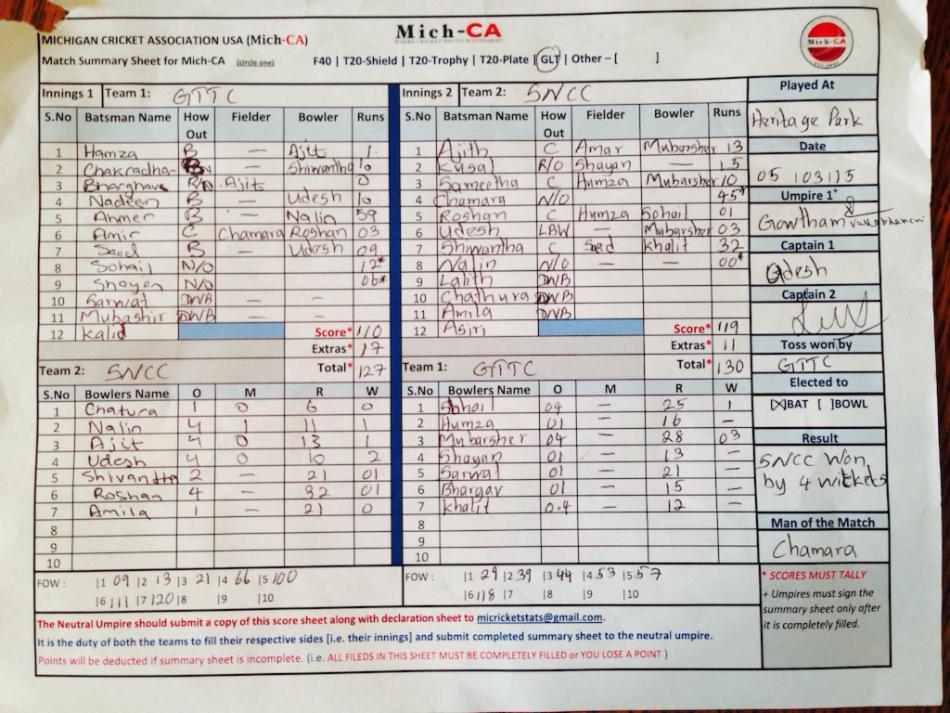 MICHIGAN CRICKET ASSOCIATION USA (Mich-CA)
Mich-CA
Match Summary Sheet for Mich-CA (circle one) F40 | T20-Shield | T20-Trophy | T20-Plate | GLT | Other – [ ]
Mich-CA
Innings 1 Team 1: GTTC
S.No Batsman Name How Out Fielder Bowler Runs
1 Hamza B — Ajit 1
2 Chakradhar Shiwantha 10
3 Bharghava Ajit 0
4 Nadeen B — Udesh 10
5 Ahmer B — Nalin 59
6 Amir C Chamara Roshan 03
7 Saed B — Udesh 09
8 Sohail N/O 12*
9 Shayan N/O 06*
10 Sarwat DNB — –
11 Mubashir DNB — –
12 Kalid Score* 110
Extras* 17
Team 2: SNCC Total* 127
S.No Bowlers Name O M R W
1 Chatura 1 0 6 0
2 Nalin 4 1 11 1
3 Ajit 4 0 13 1
4 Udesh 4 0 10 2
5 Shivantha 2 – 21 01
6 Roshan 4 – 32 01
7 Amila 1 – 21 0
8
9
10
FOW : |1 09 |2 13 |3 21 |4 66 |5 100
|6 111 |7 120 |8 |9 |10
Innings 2 Team 2: SNCC
S.No Batsman Name How Out Fielder Bowler Runs
1 Ajith C Amar Mubarsher 13
2 Kusal R/O Shayan — 15
3 Sameetha C Humza Mubarsher 10
4 Chamara N/O 45*
5 Roshan C Humza Sohail 01
6 Udesh LBW — Mubarsher 03
7 Shiwantha C Saed Khalit 32
8 Nalin N/O — — 00*
9 Lalith DNB
10 Chathura DNB
11 Amila DNB
12 Asiri Score* 119
Extras* 11
Team 1: GTTC Total* 130
S.No Bowlers Name O M R W
1 Sohail 04 — 25 1
2 Humza 01 — 16 –
3 Mubarsher 04 — 28 03
4 Shayan 01 — 13 –
5 Sarwat 01 — 21 –
6 Bhargav 01 — 15 –
7 Khalit 0.4 — 12 –
8
9
10
FOW : |1 29 |2 39 |3 44 |4 53 |5 57
|6 118 |7 |8 |9 |10
Played At
Heritage Park
Date
05 103115
Umpire 1+
Gowtham &
Captain 1
Udesh
Captain 2
Toss won by
GTTC
Elected to
[X]BAT [ ]BOWL
Result
SNCC Won
by 4 wickets
Man of the Match
Chamara
* SCORES MUST TALLY
+ Umpires must sign the
summary sheet only after
it is completely filled.
The Neutral Umpire should submit a copy of this score sheet along with declaration sheet to micricketstats@gmail.com.
It is the duty of both the teams to fill their respective sides [i.e. their innings] and submit completed summary sheet to the neutral umpire.
Points will be deducted if summary sheet is incomplete. (i.e. ALL FILEDS IN THIS SHEET MUST BE COMPLETELY FILLED or YOU LOSE A POINT )